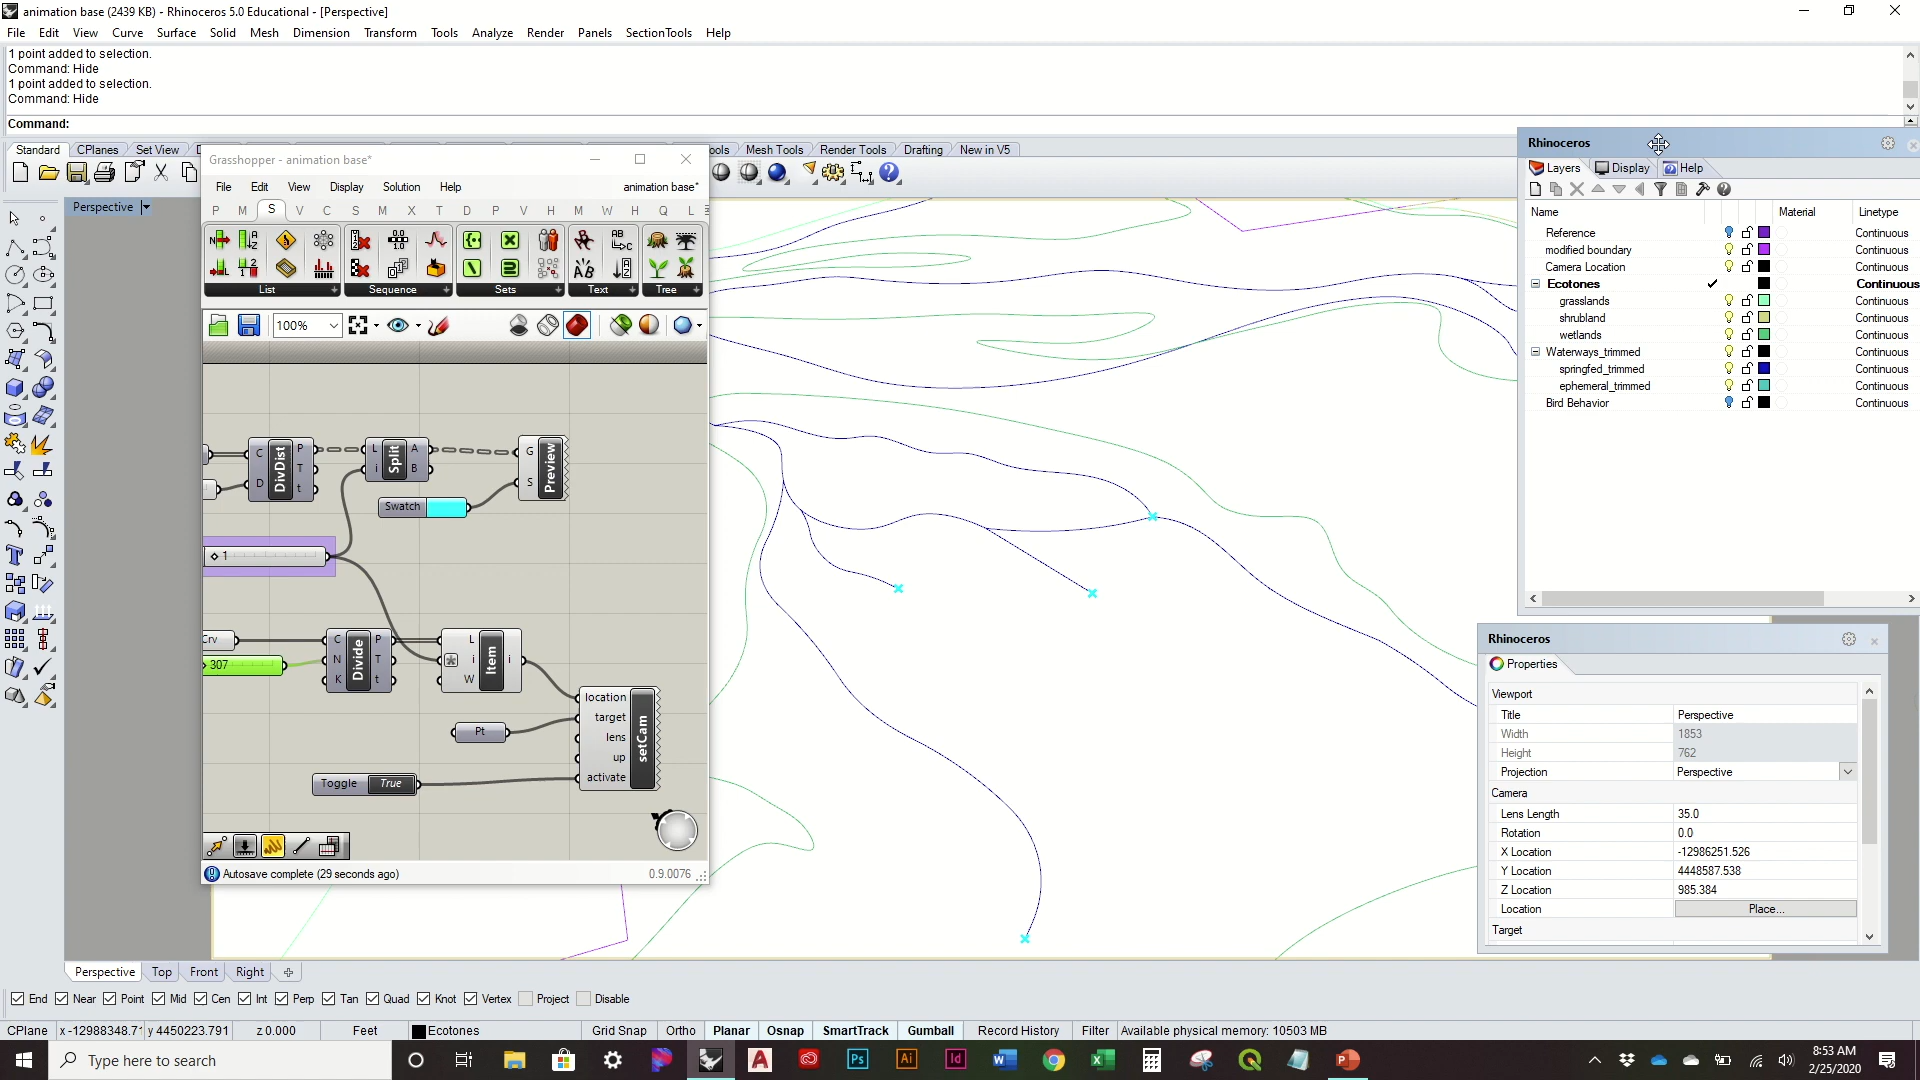 animation base (2439 KB) - Rhinoceros 5.0 Educational - [Perspective]
File Edit View Curve Surface Solid Mesh Dimension Transform Tools Analyze Render Panels SectionTools Help
1 point added to selection.
Command: Hide
1 point added to selection.
Command: Hide
Command:
Standard CPlanes Set View D
ools Mesh Tools Render Tools Drafting New in V5
Perspective
Grasshopper - animation base*
File Edit View Display Solution Help animation base*
P M S V C S M X T D P V H M W H Q L
List Sequence Sets Text Tree
100%
C D DivDist P T t
L i Split A B
G S Preview
Swatch
1
Crv
307
C N K Divide P T t
L i W Item i
location
target
lens
up
activate
setCam
Pt
Toggle True
Autosave complete (29 seconds ago) 0.9.0076
Rhinoceros
Layers Display Help
Name Material Linetype
Reference Continuous
modified boundary Continuous
Camera Location Continuous
Ecotones Continuous
grasslands Continuous
shrubland Continuous
wetlands Continuous
Waterways_trimmed Continuous
springfed_trimmed Continuous
ephemeral_trimmed Continuous
Bird Behavior Continuous
Rhinoceros
Properties
Viewport
Title Perspective
Width 1853
Height 762
Projection Perspective
Camera
Lens Length 35.0
Rotation 0.0
X Location -12986251.526
Y Location 4448587.538
Z Location 985.384
Location Place...
Target
Perspective Top Front Right
End Near Point Mid Cen Int Perp Tan Quad Knot Vertex Project Disable
CPlane x -12988348.71 y 4450223.791 z 0.000 Feet Ecotones Grid Snap Ortho Planar Osnap SmartTrack Gumball Record History Filter Available physical memory: 10503 MB
Type here to search
8:53 AM
2/25/2020